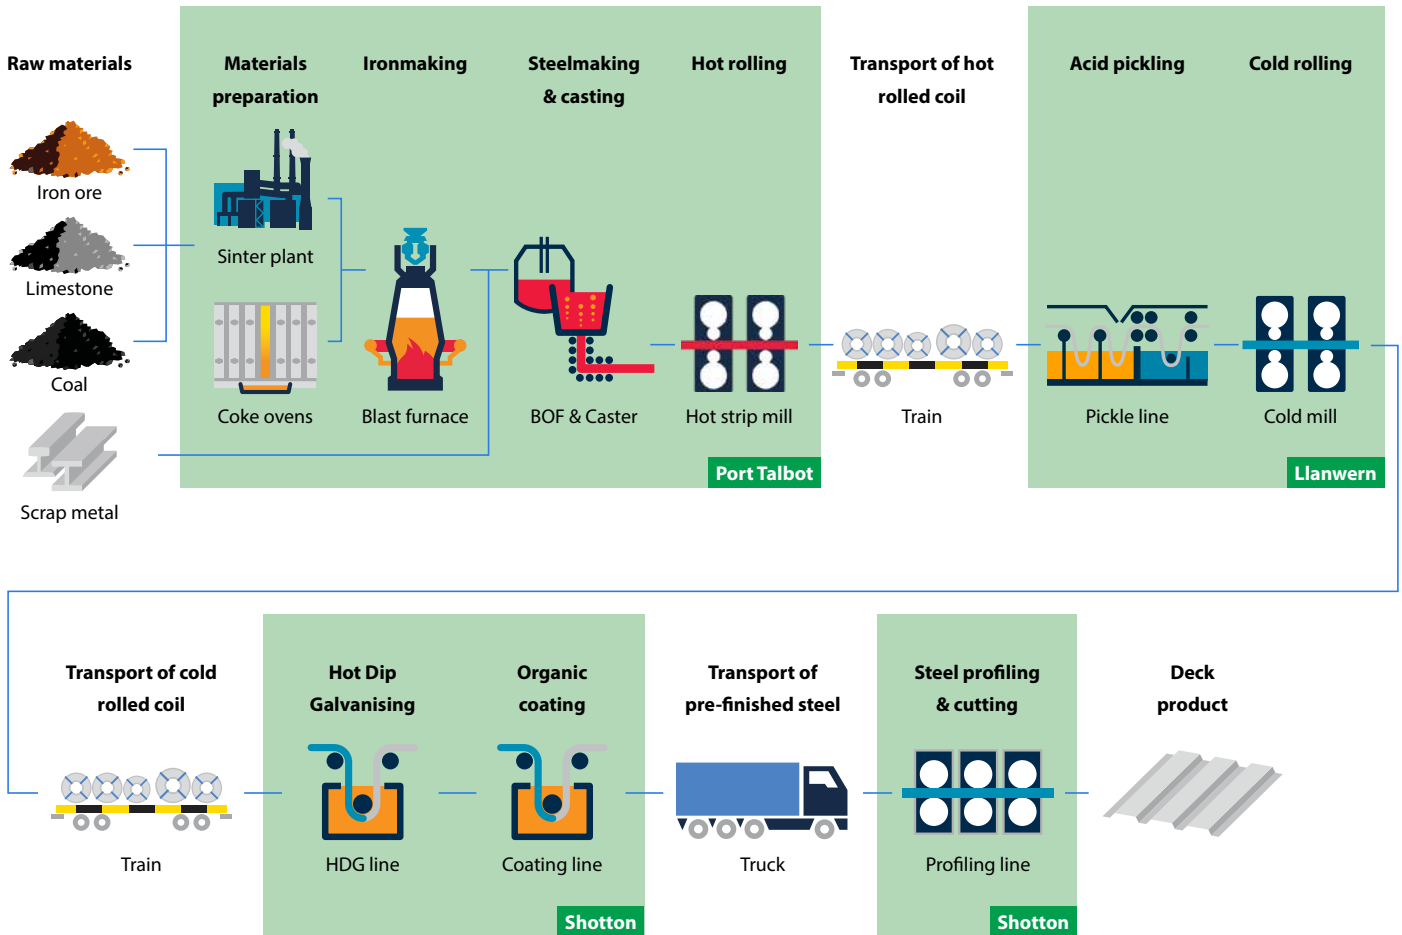 Raw materials
Materials
preparation
Ironmaking
Steelmaking
& casting
Hot rolling
Transport of hot
rolled coil
Acid pickling
Cold rolling
Iron ore
Limestone
Coal
Scrap metal
Sinter plant
Coke ovens
Blast furnace
BOF & Caster
Hot strip mill
Train
Pickle line
Cold mill
Port Talbot
Llanwern
Transport of cold
rolled coil
Hot Dip
Galvanising
Organic
coating
Transport of
pre-finished steel
Steel profiling
& cutting
Deck
product
Train
HDG line
Coating line
Truck
Profiling line
Shotton
Shotton